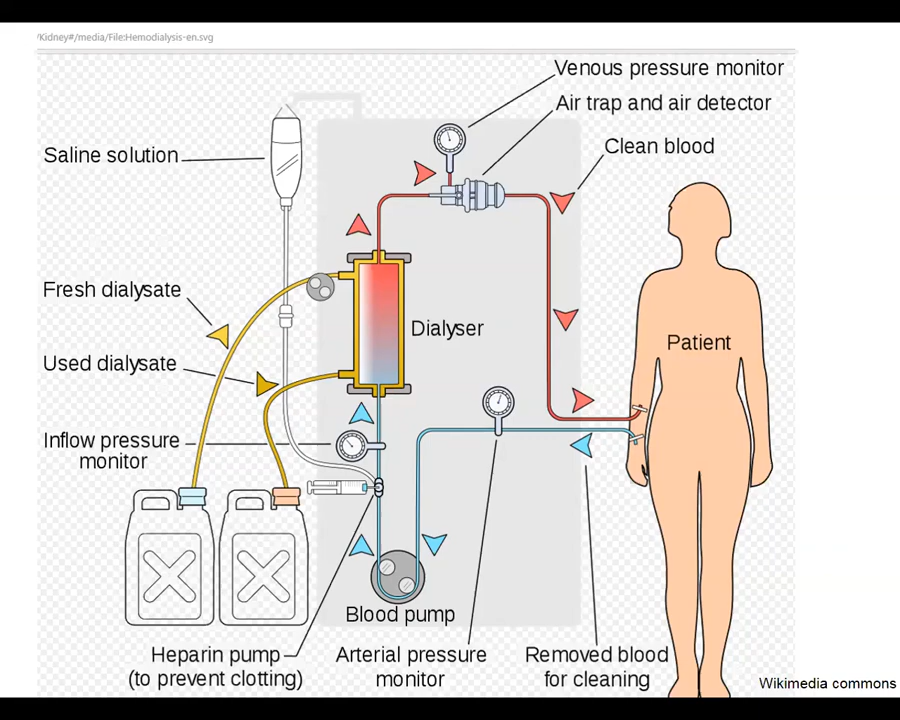 /Kidney#/media/File:Hemodialysis-en.svg
Venous pressure monitor
Air trap and air detector
Clean blood
Saline solution
Fresh dialysate
Dialyser
Patient
Used dialysate
Inflow pressure
monitor
Blood pump
Heparin pump
(to prevent clotting)
Arterial pressure
monitor
Removed blood
for cleaning
Wikimedia commons